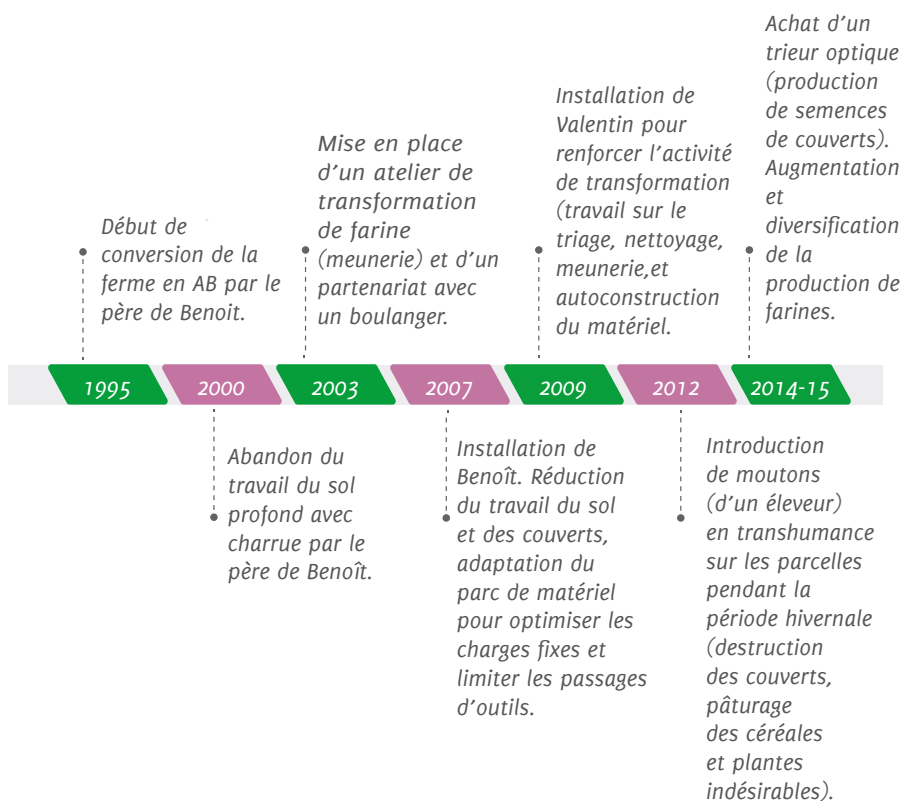 Début de
conversion de la
ferme en AB par le
père de Benoit.
Mise en place
d'un atelier de
transformation
de farine
(meunerie) et d'un
partenariat avec
un boulanger.
Installation de
Valentin pour
renforcer l'activité
de transformation
(travail sur le
triage, nettoyage,
meunerie,et
autoconstruction
du matériel.
Achat d'un
trieur optique
(production
de semences
de couverts).
Augmentation
et
diversification
de la
production de
farines.
1995
2000
2003
2007
2009
2012
2014-15
Abandon du
travail du sol
profond avec
charrue par le
père de Benoît.
Installation de
Benoît. Réduction
du travail du sol
et des couverts,
adaptation du
parc de matériel
pour optimiser les
charges fixes et
limiter les passages
d'outils.
Introduction
de moutons
(d'un éleveur)
en transhumance
sur les parcelles
pendant la
période hivernale
(destruction
des couverts,
pâturage
des céréales
et plantes
indésirables).